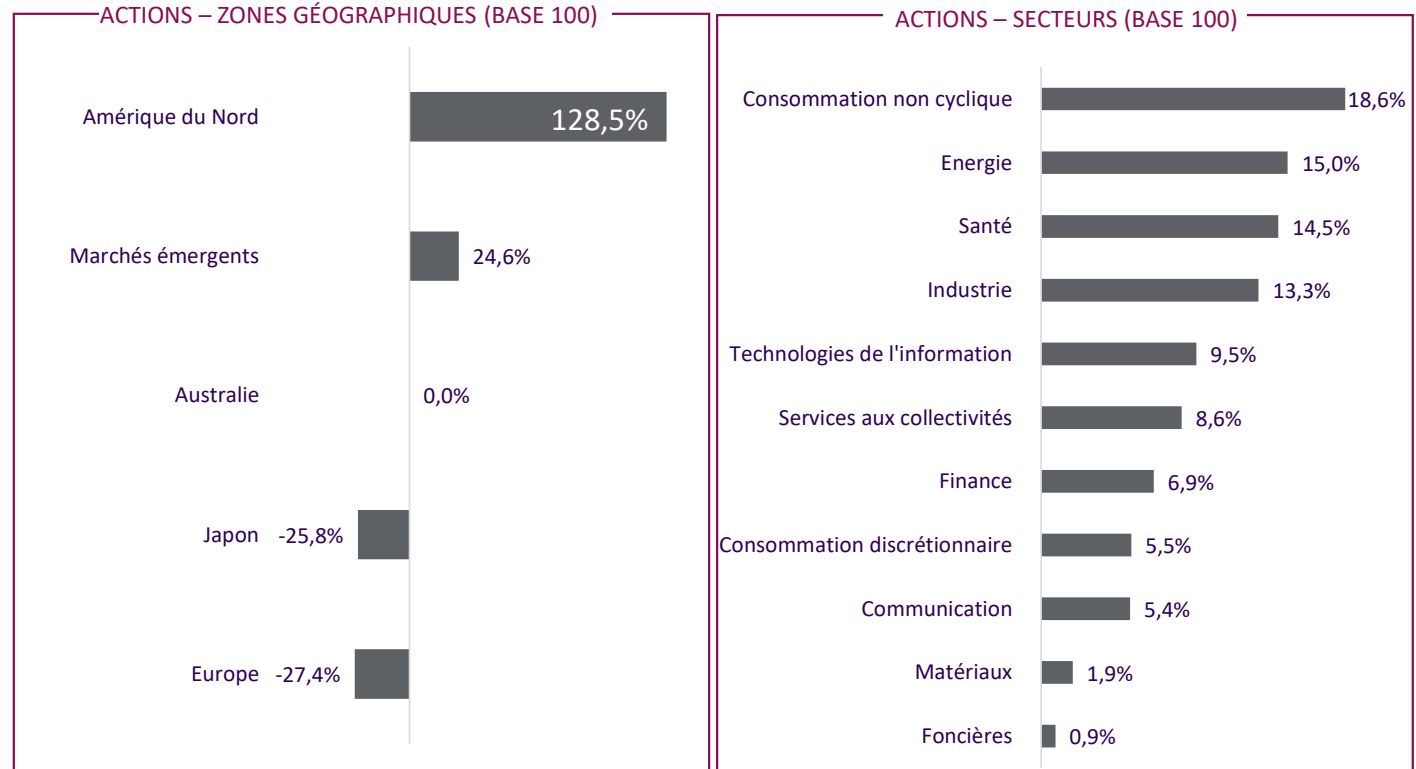 ACTIONS – ZONES GÉOGRAPHIQUES (BASE 100)
Amérique du Nord 128,5%
Marchés émergents 24,6%
Australie 0,0%
Japon -25,8%
Europe -27,4%
ACTIONS – SECTEURS (BASE 100)
Consommation non cyclique 18,6%
Energie 15,0%
Santé 14,5%
Industrie 13,3%
Technologies de l'information 9,5%
Services aux collectivités 8,6%
Finance 6,9%
Consommation discrétionnaire 5,5%
Communication 5,4%
Matériaux 1,9%
Foncières 0,9%